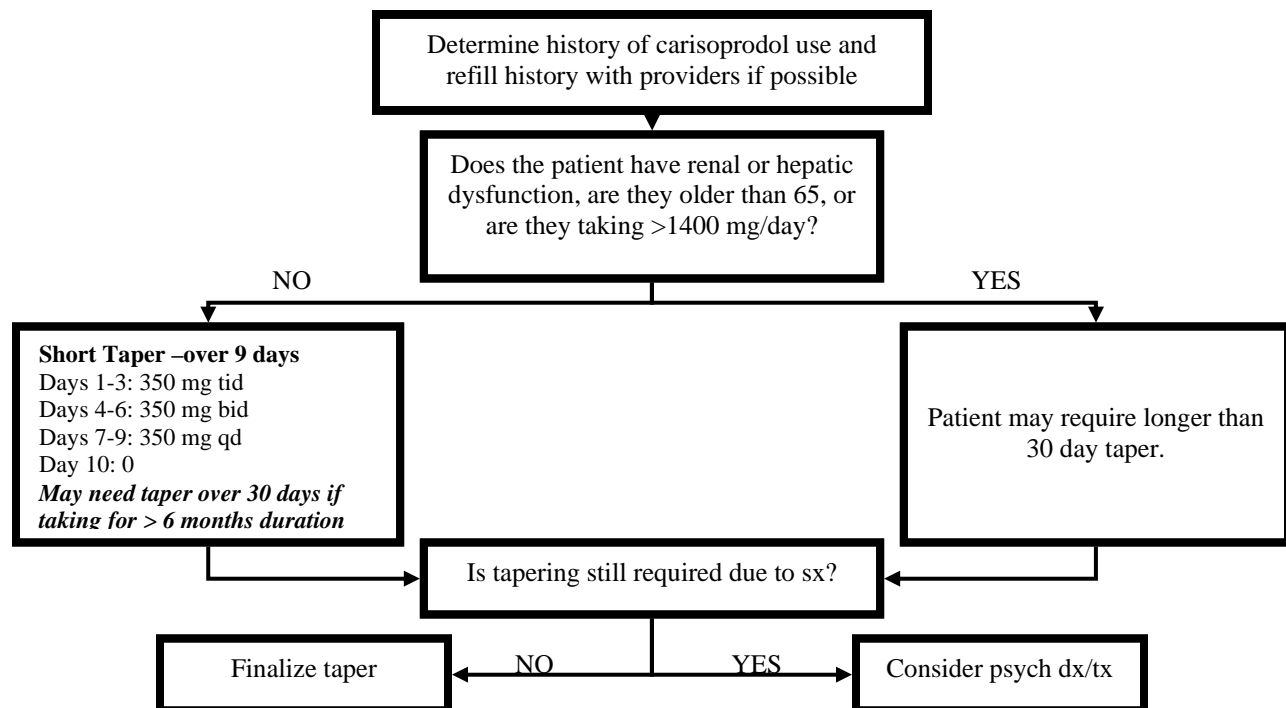 Determine history of carisoprodol use and
refill history with providers if possible
Does the patient have renal or hepatic
dysfunction, are they older than 65, or
are they taking >1400 mg/day?
NO
YES
Short Taper –over 9 days
Days 1-3: 350 mg tid
Days 4-6: 350 mg bid
Days 7-9: 350 mg qd
Day 10: 0
May need taper over 30 days if
taking for > 6 months duration
Patient may require longer than
30 day taper.
Is tapering still required due to sx?
Finalize taper
NO
YES
Consider psych dx/tx